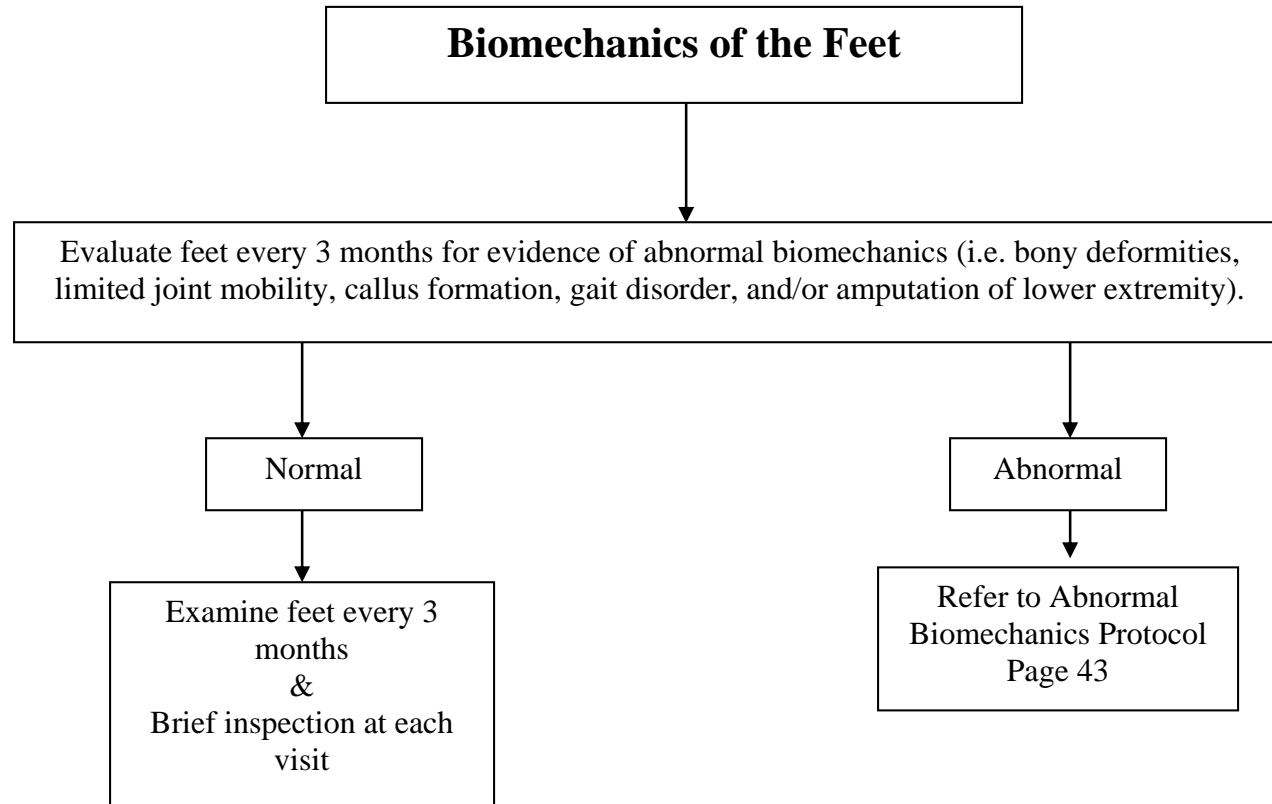 Biomechanics of the Feet
Evaluate feet every 3 months for evidence of abnormal biomechanics (i.e. bony deformities,
limited joint mobility, callus formation, gait disorder, and/or amputation of lower extremity).
Normal
Abnormal
Examine feet every 3
months
&
Brief inspection at each
visit
Refer to Abnormal
Biomechanics Protocol
Page 43